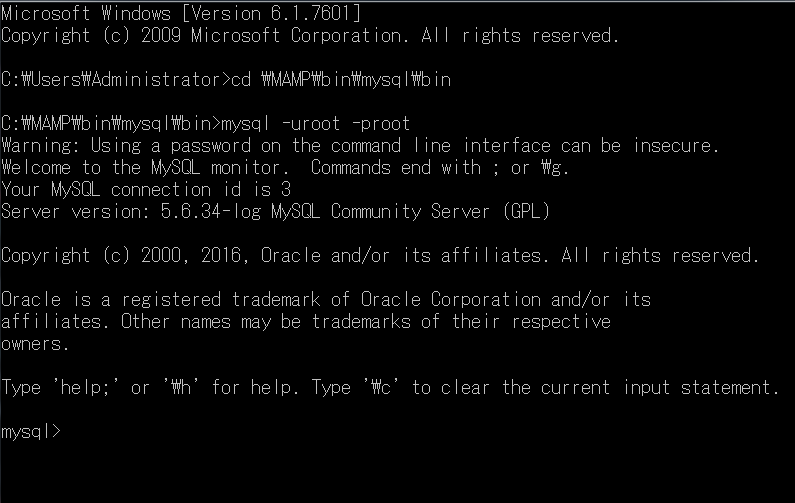 Microsoft Windows [Version 6.1.7601]
Copyright (c) 2009 Microsoft Corporation. All rights reserved.
C:₩Users₩Administrator>cd ₩MAMP₩bin₩mysql₩bin
C:₩MAMP₩bin₩mysql₩bin>mysql -uroot -proot
Warning: Using a password on the command line interface can be insecure.
Welcome to the MySQL monitor.  Commands end with ; or ₩g.
Your MySQL connection id is 3
Server version: 5.6.34-log MySQL Community Server (GPL)
Copyright (c) 2000, 2016, Oracle and/or its affiliates. All rights reserved.
Oracle is a registered trademark of Oracle Corporation and/or its
affiliates. Other names may be trademarks of their respective
owners.
Type 'help;' or '₩h' for help. Type '₩c' to clear the current input statement.
mysql>